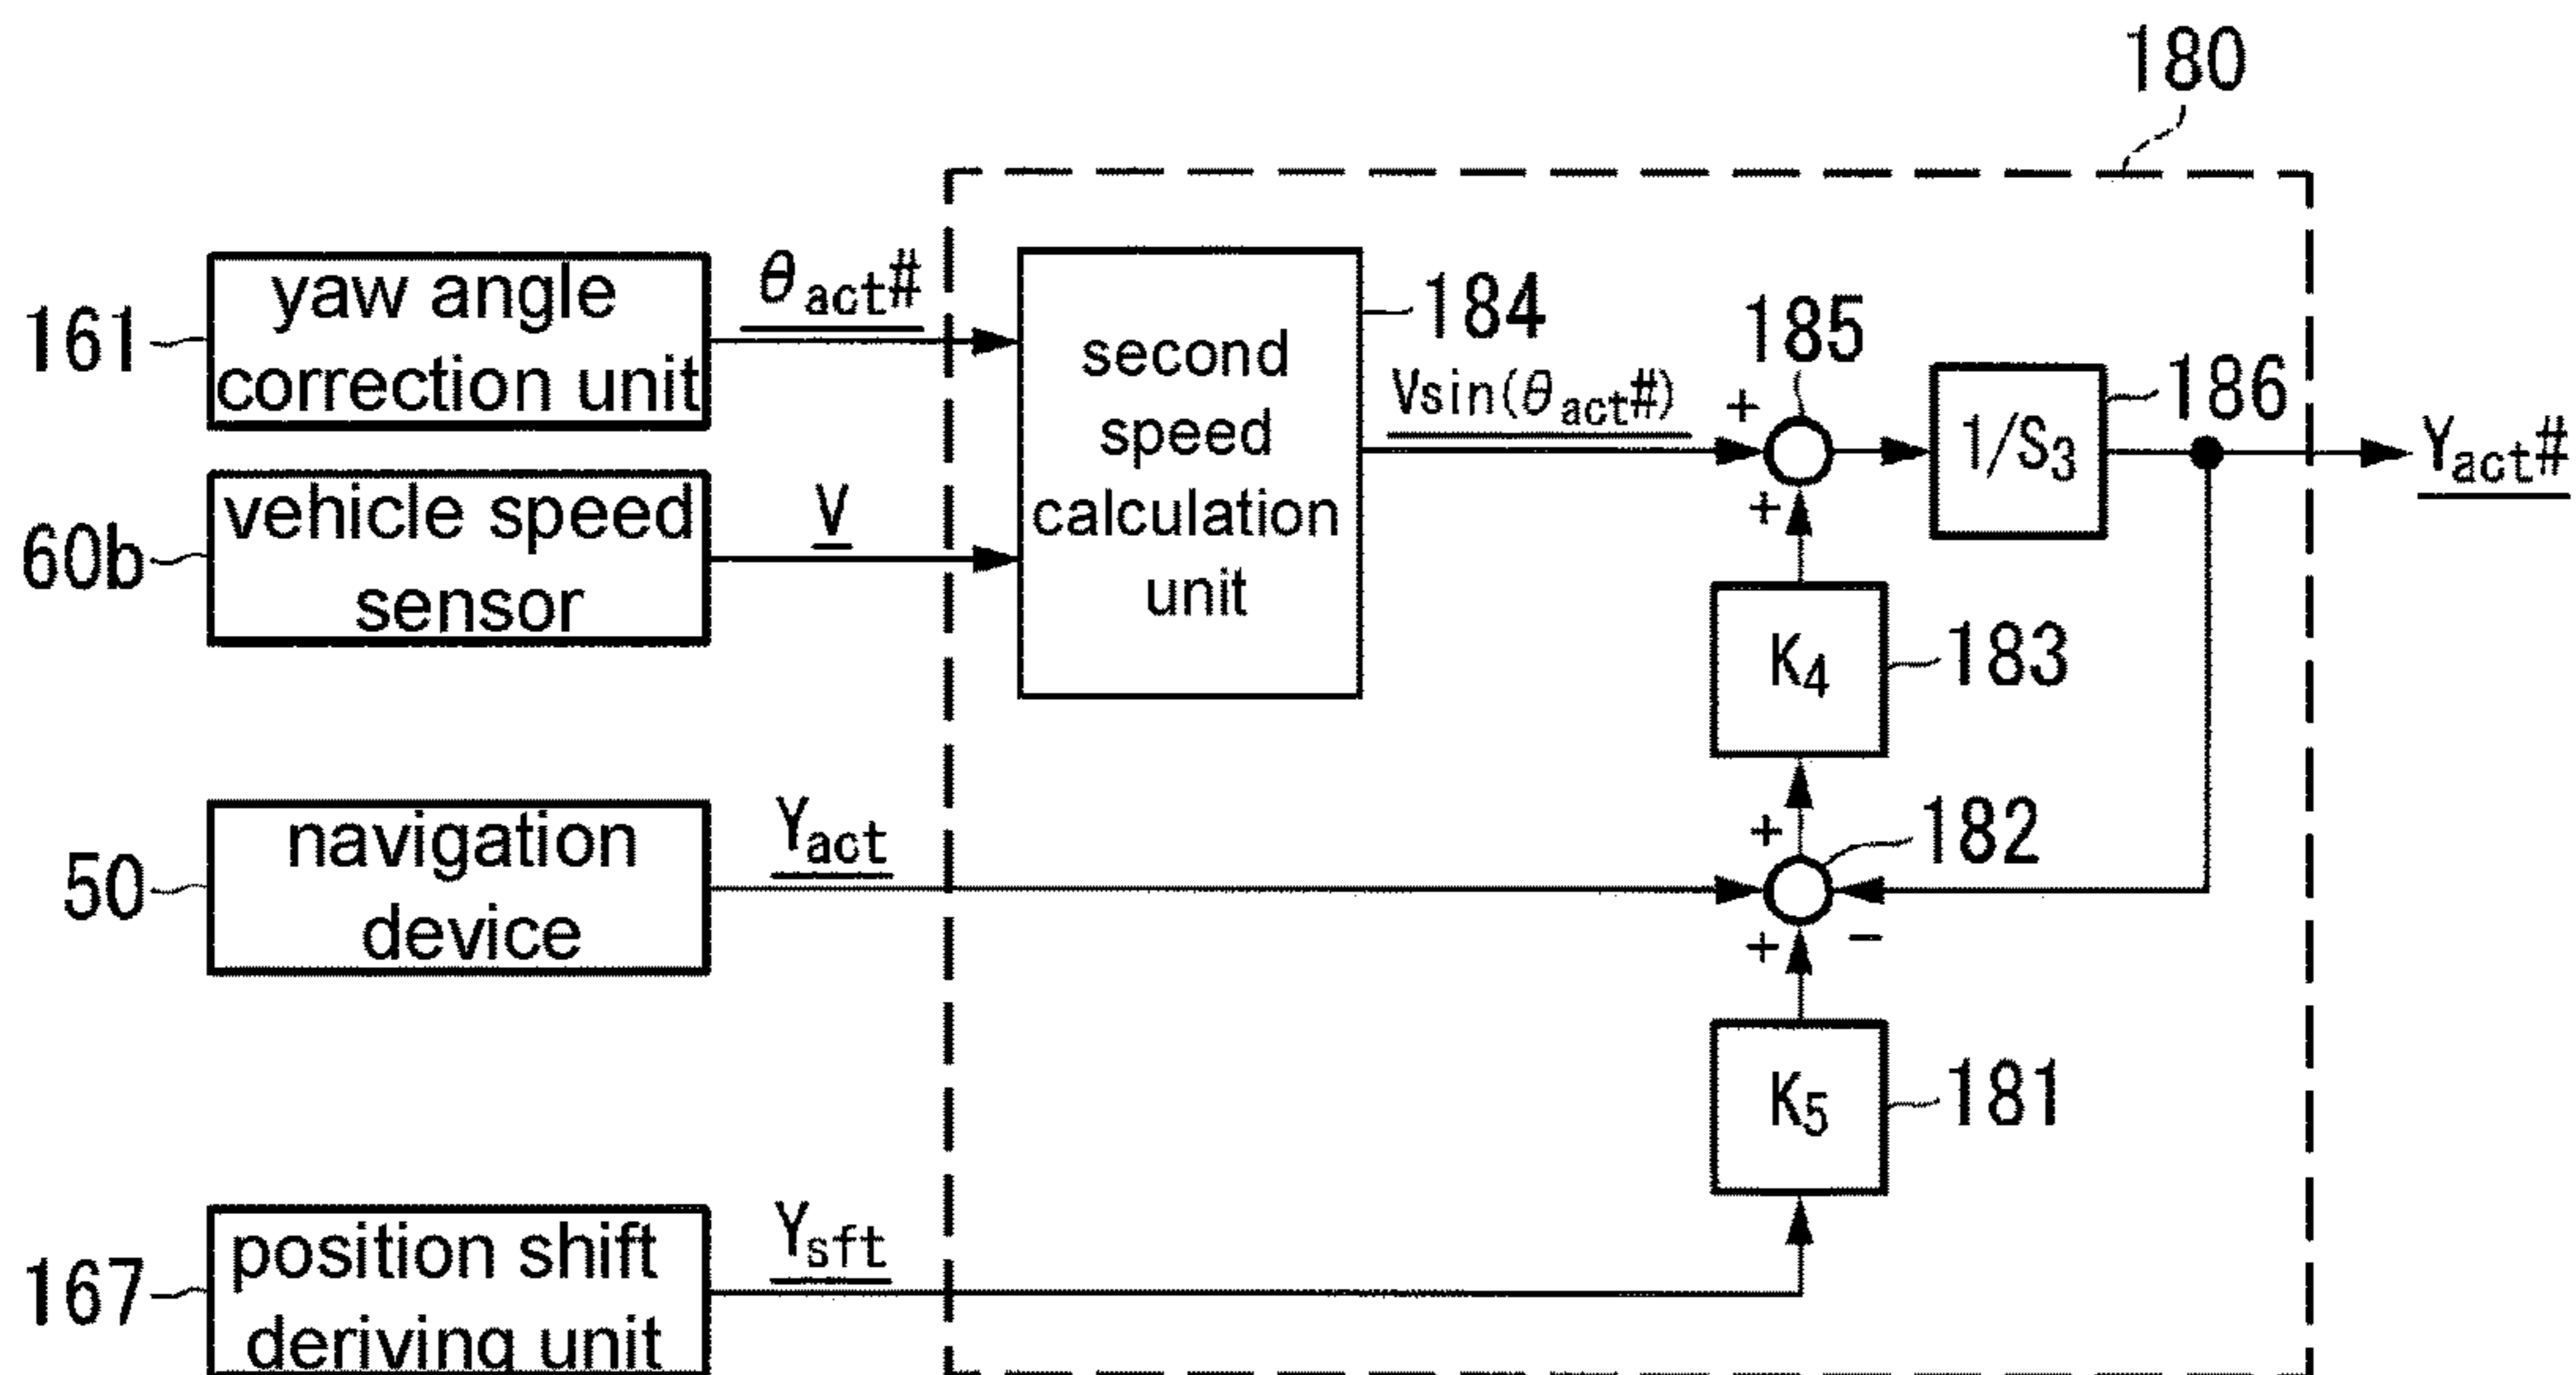 180
161
yaw angle
correction unit
θact#
60b
vehicle speed
sensor
V
second
speed
calculation
unit
184
Vsin(θact#)
185
+
+
1/S3
186
Yact#
K4
183
50
navigation
device
Yact
+
182
+
−
K5
181
167
position shift
deriving unit
Ysft